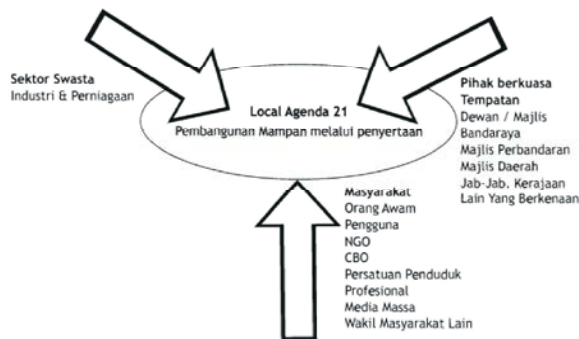 Sektor Swasta
Industri & Perniagaan
Local Agenda 21
Pembangunan Mampan melalui penyertaan
Pihak berkuasa
Tempatan
Dewan / Majlis
Bandaraya
Majlis Perbandaran
Majlis Daerah
Jab-Jab. Kerajaan
Lain Yang Berkenaan
Masyarakat
Orang Awam
Pengguna
NGO
CBO
Persatuan Penduduk
Profesional
Media Massa
Wakil Masyarakat Lain